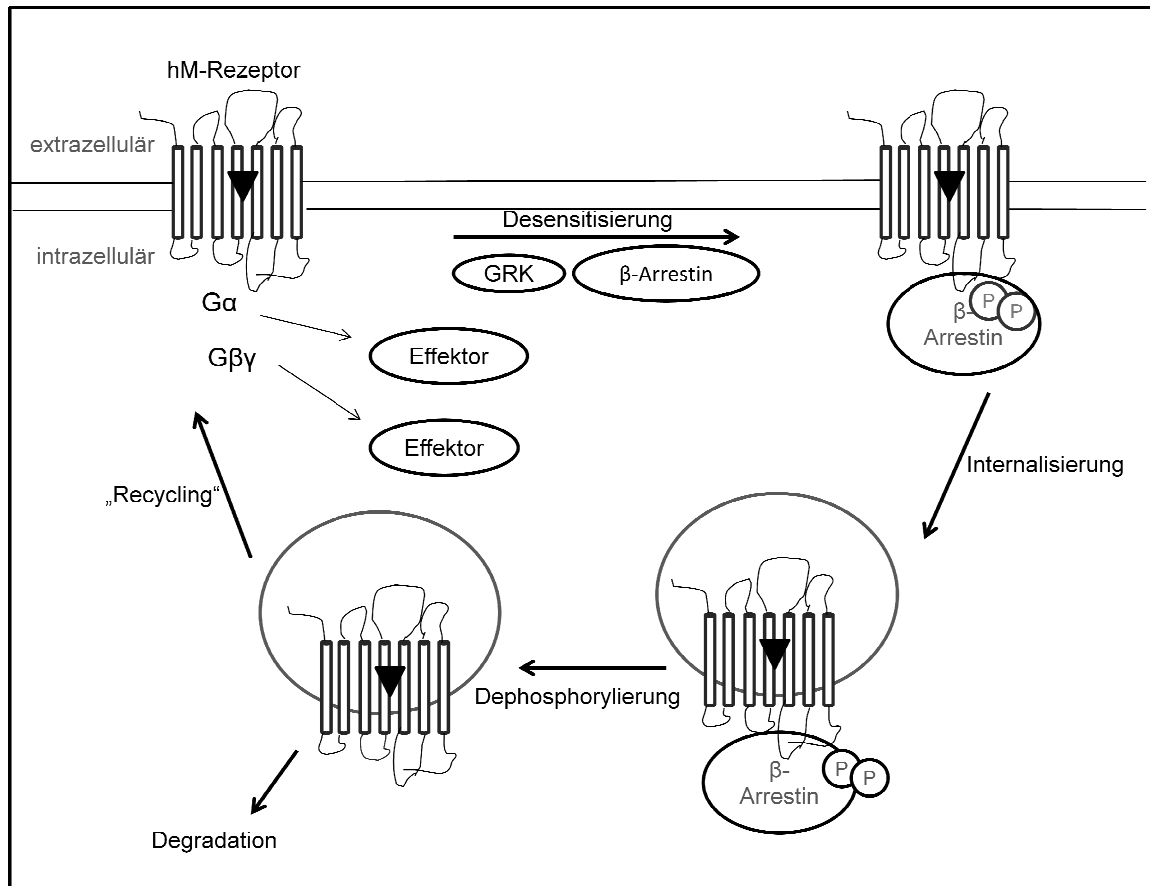 hM-Rezeptor
extrazellulär
intrazellulär
Desensitisierung
GRK
β-Arrestin
Gα
Gβγ
Effektor
Effektor
P
P
β-
Arrestin
Internalisierung
„Recycling“
Dephosphorylierung
β-
Arrestin
P
P
Degradation